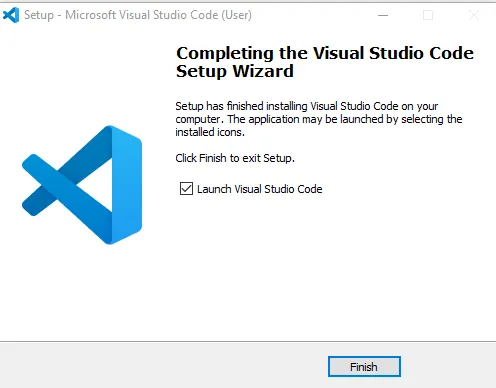 Setup - Microsoft Visual Studio Code (User)
Completing the Visual Studio Code
Setup Wizard
Setup has finished installing Visual Studio Code on your
computer. The application may be launched by selecting the
installed icons.
Click Finish to exit Setup.
Launch Visual Studio Code
Finish